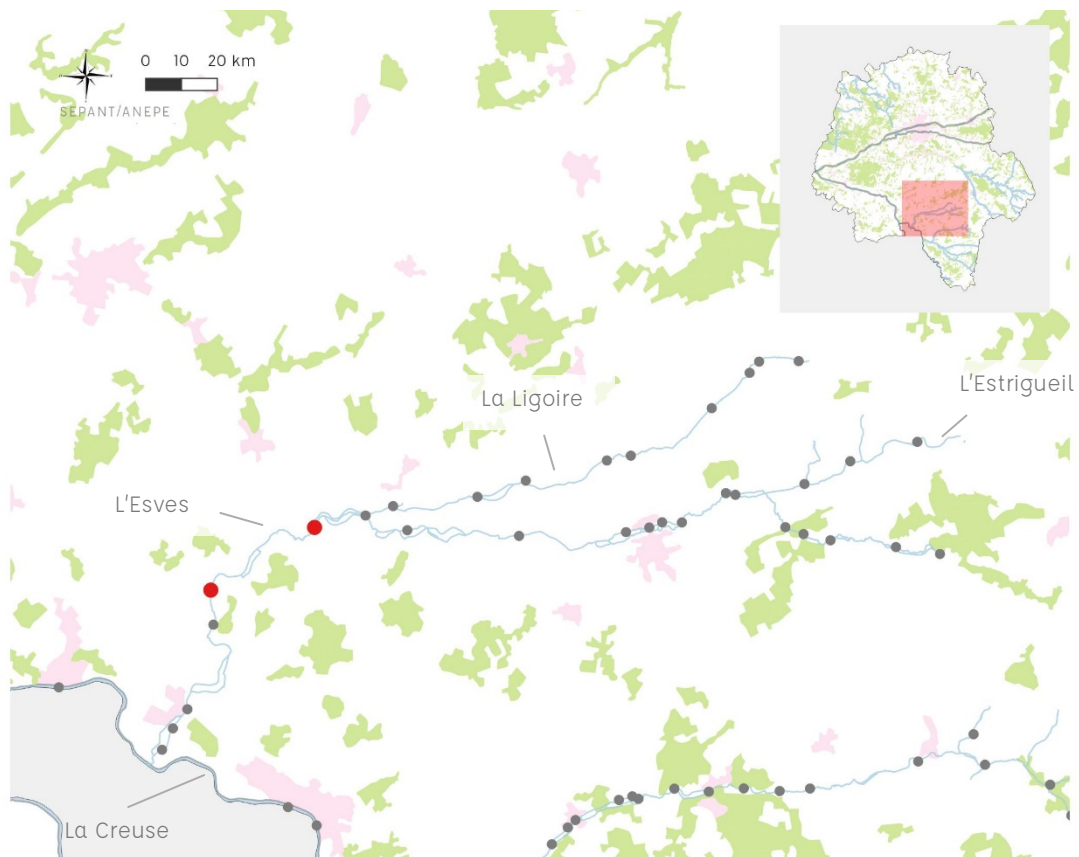 0 10 20 km
SEPANT/ANEPE
La Ligoire
L'Estrigueil
L'Esves
La Creuse